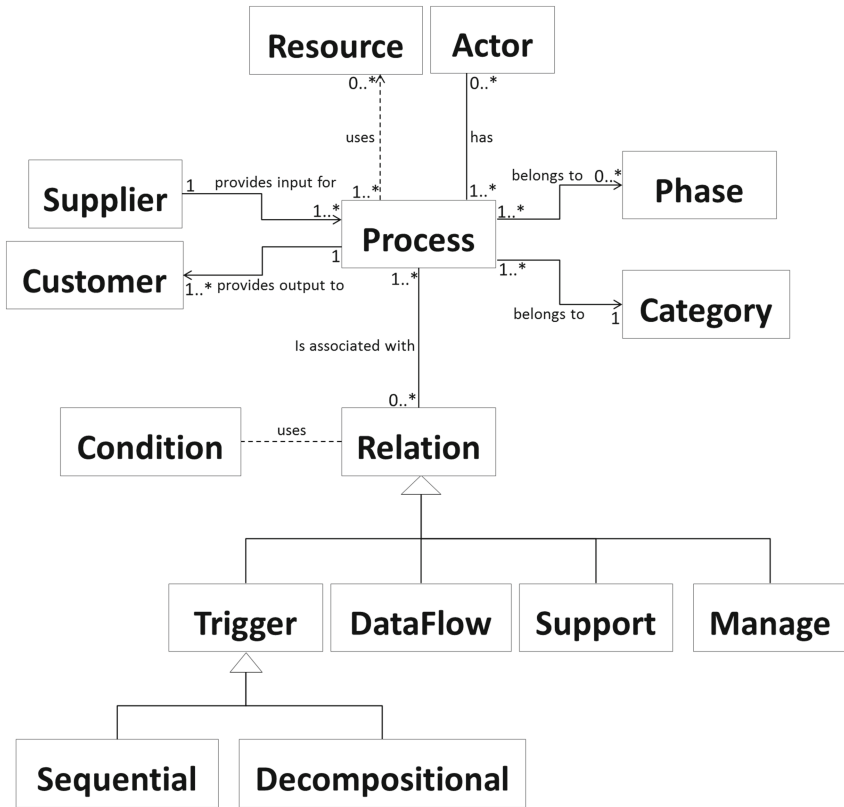 Resource
Actor
0..*
0..*
uses
has
Supplier
1
provides input for
1..*
1..*
1..*
belongs to
0..*
Phase
1..*
Process
Customer
1..*
provides output to
1
1..*
1..*
belongs to
1
Category
Is associated with
0..*
Condition
uses
Relation
Trigger
DataFlow
Support
Manage
Sequential
Decompositional